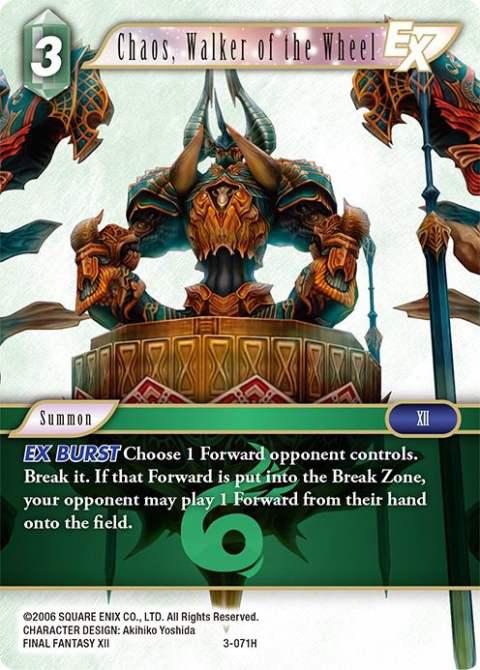 3
Chaos, Walker of the Wheel
EX
Summon
XII
EX BURST Choose 1 Forward opponent controls.
Break it. If that Forward is put into the Break Zone,
your opponent may play 1 Forward from their hand
onto the field.
©2006 SQUARE ENIX CO., LTD. All Rights Reserved.
CHARACTER DESIGN: Akihiko Yoshida
FINAL FANTASY XII
3-071H